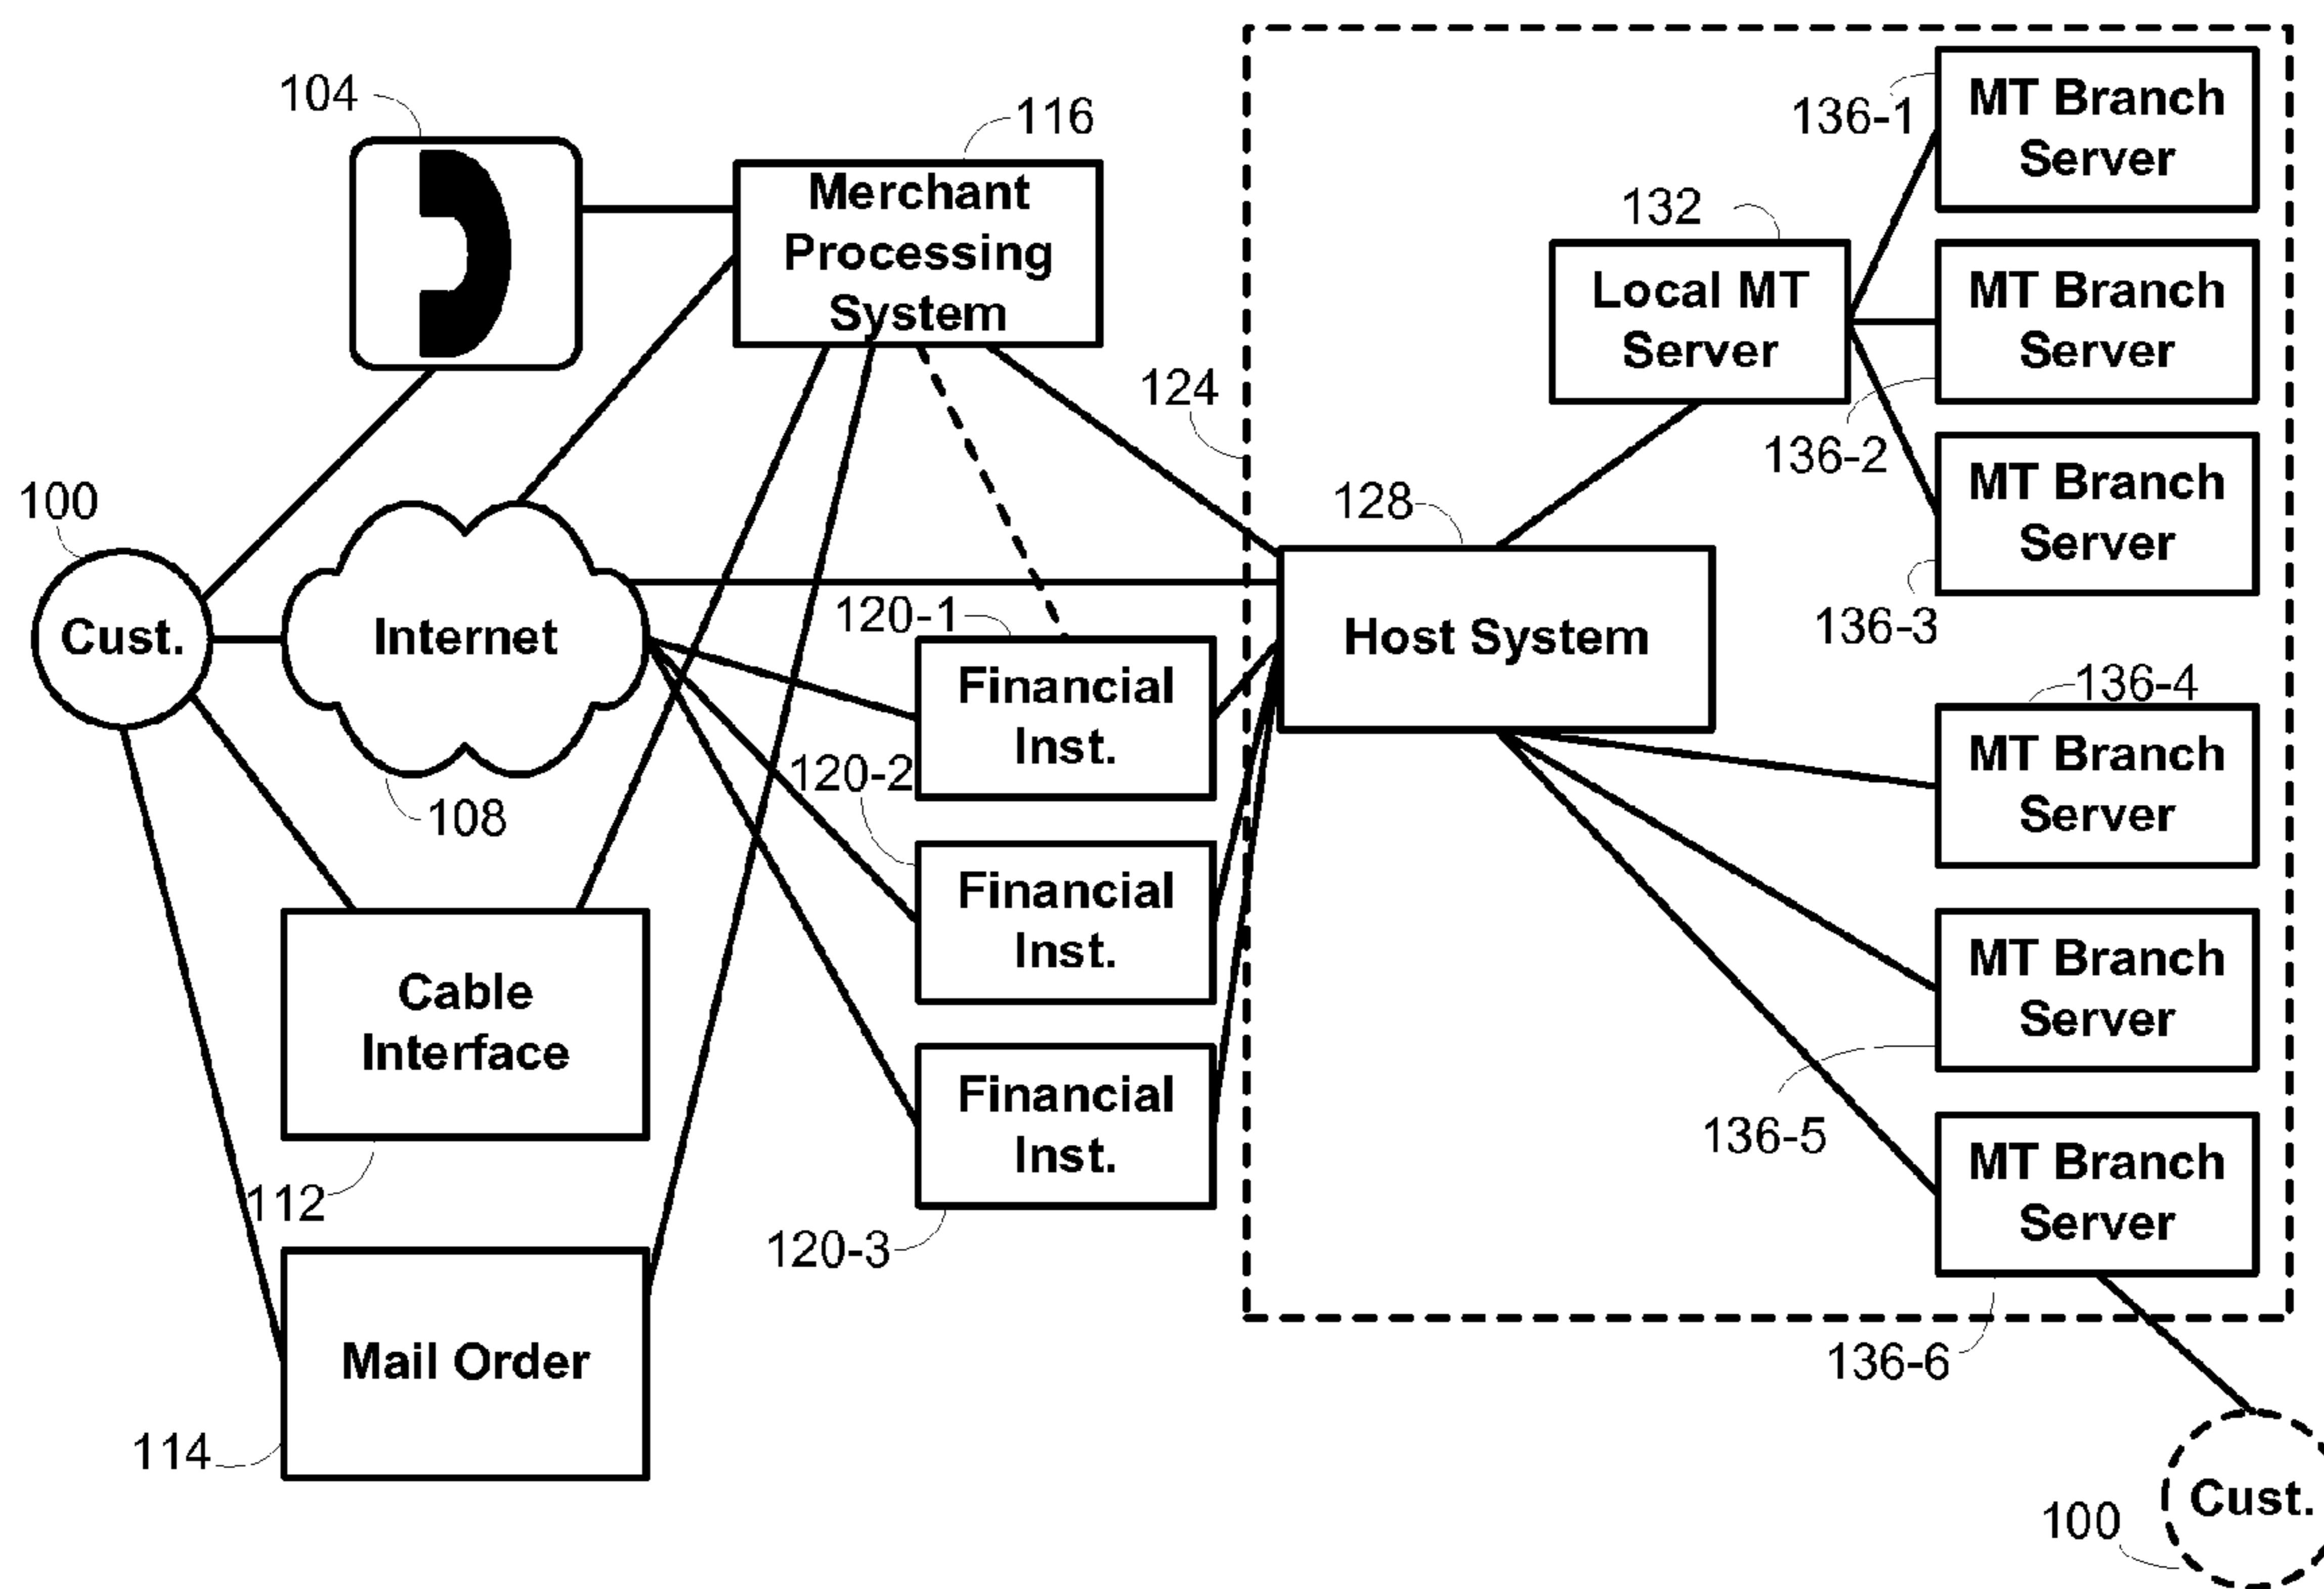 104
116
Merchant
Processing
System
136-1
MT Branch
Server
132
Local MT
Server
MT Branch
Server
124
136-2
MT Branch
Server
100
128
Cust.
Internet
120-1
Host System
136-3
Financial
Inst.
136-4
MT Branch
Server
108
120-2
Financial
Inst.
MT Branch
Server
Cable
Interface
136-5
Financial
Inst.
MT Branch
Server
112
120-3
Mail Order
136-6
114
Cust.
100